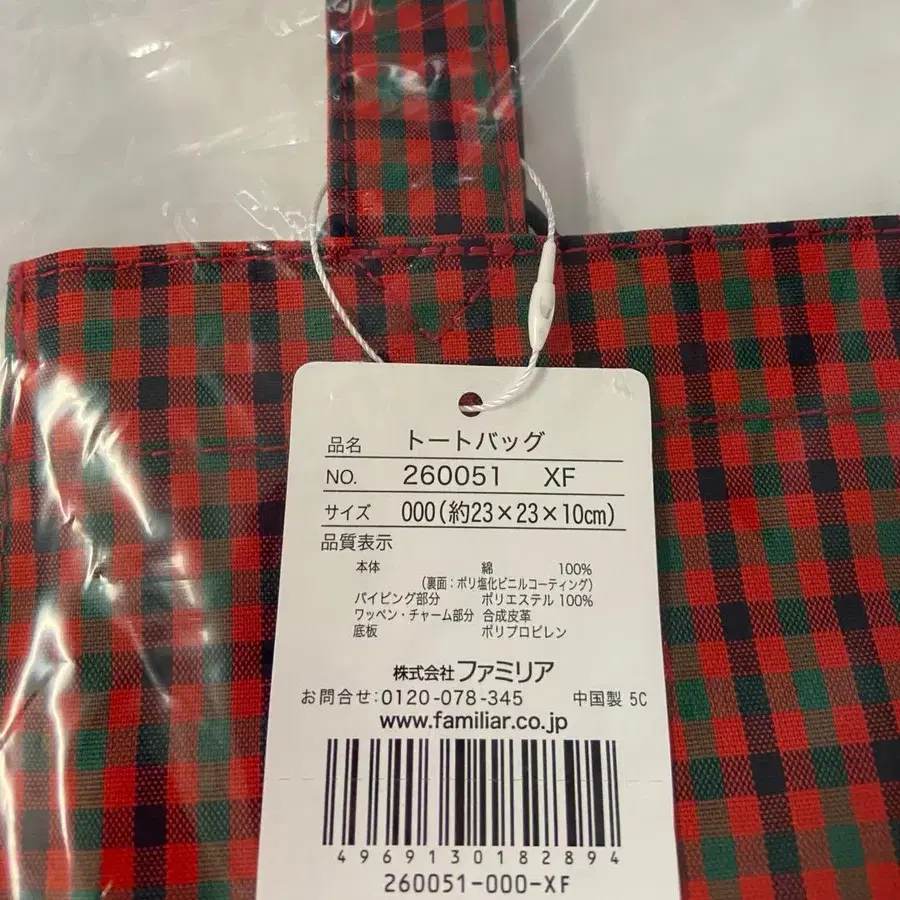 品名 トートバッグ
NO. 260051 XF
サイズ 000(約23×23×10cm)
品質表示
本体 綿 100%
(裏面:ポリ塩化ビニルコーティング)
パイピング部分 ポリエステル 100%
ワッペン・チャーム部分 合成皮革
底板 ポリプロピレン
株式会社ファミリア
お問合せ:0120-078-345 中国製 5C
www.familiar.co.jp
4969130182894
260051-000-XF